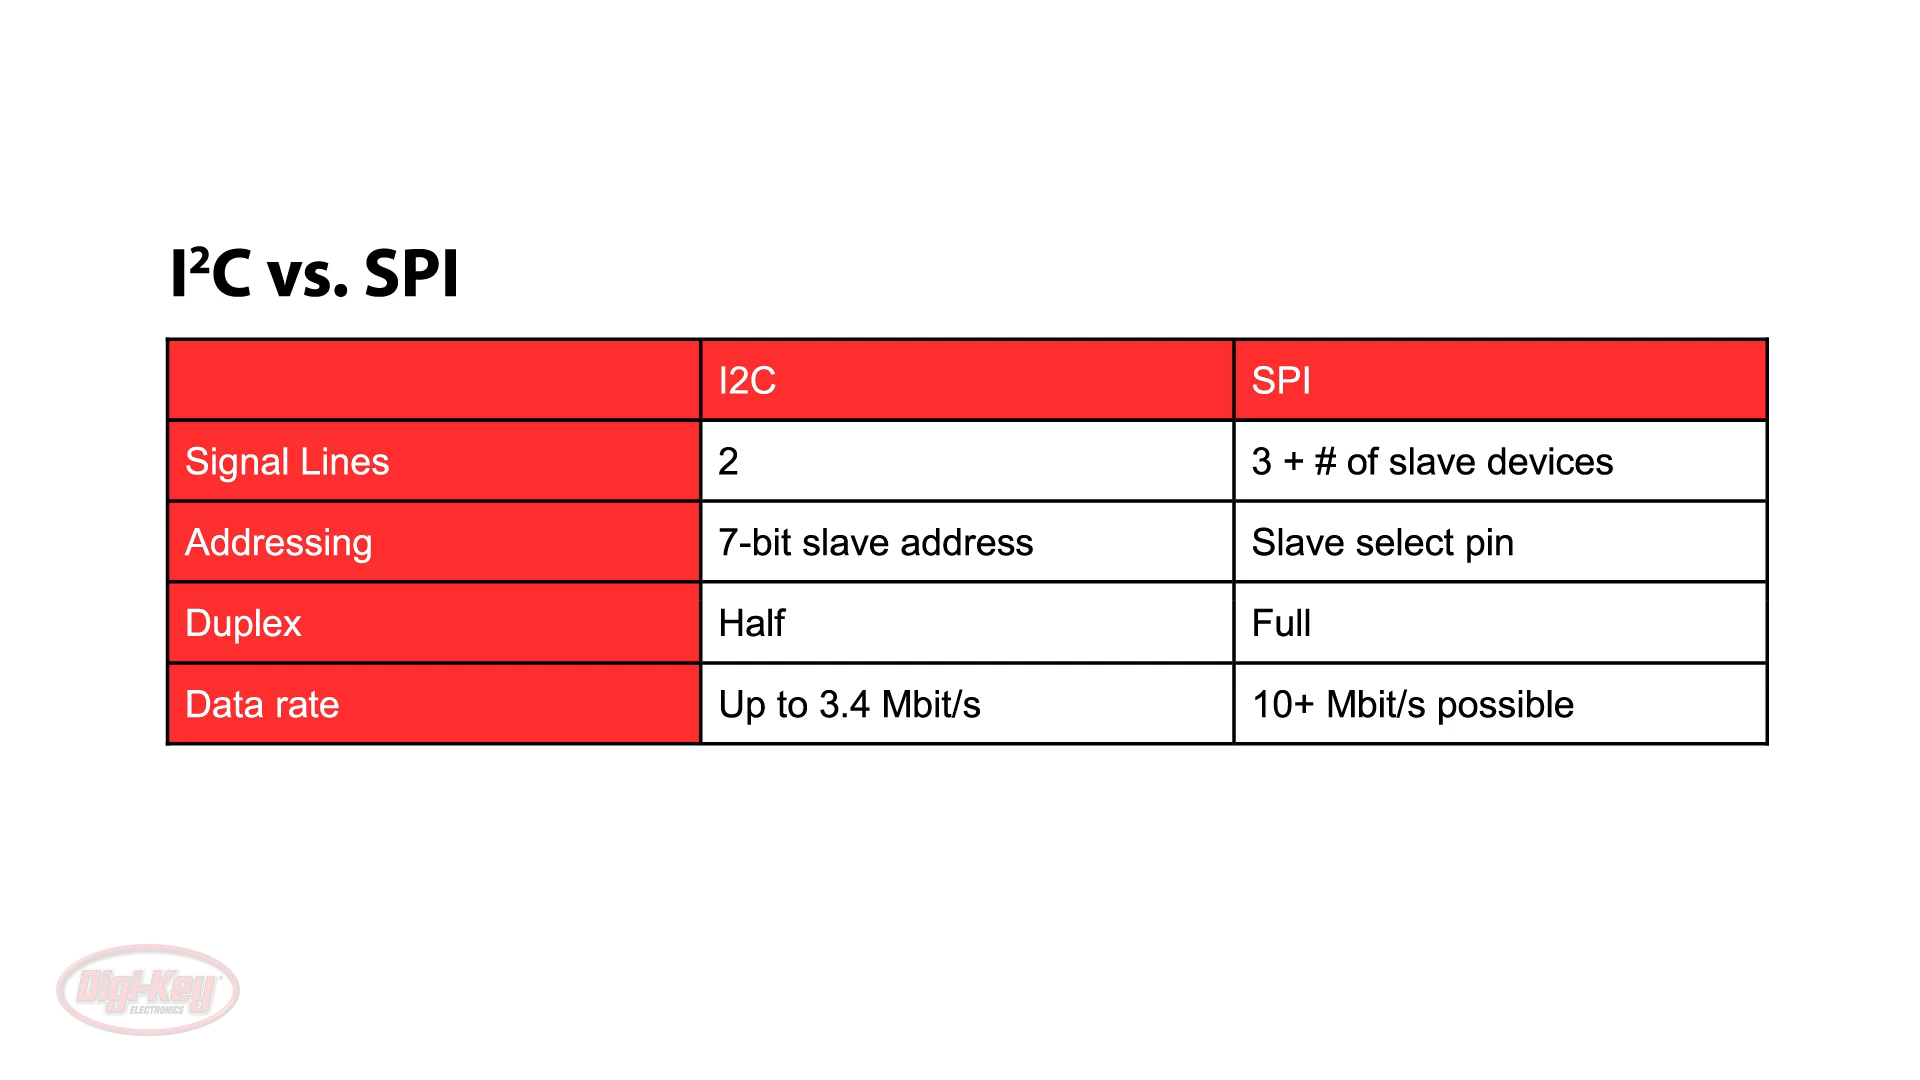 I²C vs. SPI
I2C SPI
Signal Lines 2 3 + # of slave devices
Addressing 7-bit slave address Slave select pin
Duplex Half Full
Data rate Up to 3.4 Mbit/s 10+ Mbit/s possible
Digi-Key
ELECTRONICS